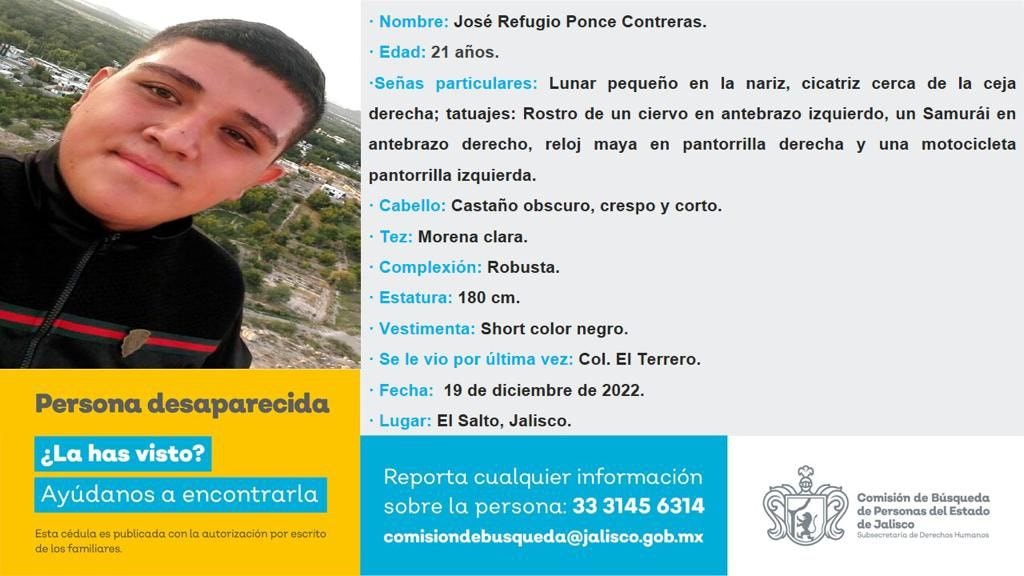 · Nombre: José Refugio Ponce Contreras.
· Edad: 21 años.
·Señas particulares: Lunar pequeño en la nariz, cicatriz cerca de la ceja
derecha; tatuajes: Rostro de un ciervo en antebrazo izquierdo, un Samurái en
antebrazo derecho, reloj maya en pantorrilla derecha y una motocicleta
pantorrilla izquierda.
· Cabello: Castaño obscuro, crespo y corto.
· Tez: Morena clara.
· Complexión: Robusta.
· Estatura: 180 cm.
· Vestimenta: Short color negro.
· Se le vio por última vez: Col. El Terrero.
· Fecha: 19 de diciembre de 2022.
· Lugar: El Salto, Jalisco.
Persona desaparecida
¿La has visto?
Ayúdanos a encontrarla
Esta cédula es publicada con la autorización por escrito
de los familiares.
Reporta cualquier información
sobre la persona: 33 3145 6314
comisiondebusqueda@jalisco.gob.mx
Comisión de Búsqueda
de Personas del Estado
de Jalisco
Subsecretaría de Derechos Humanos